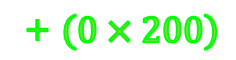 + (0 × 200)